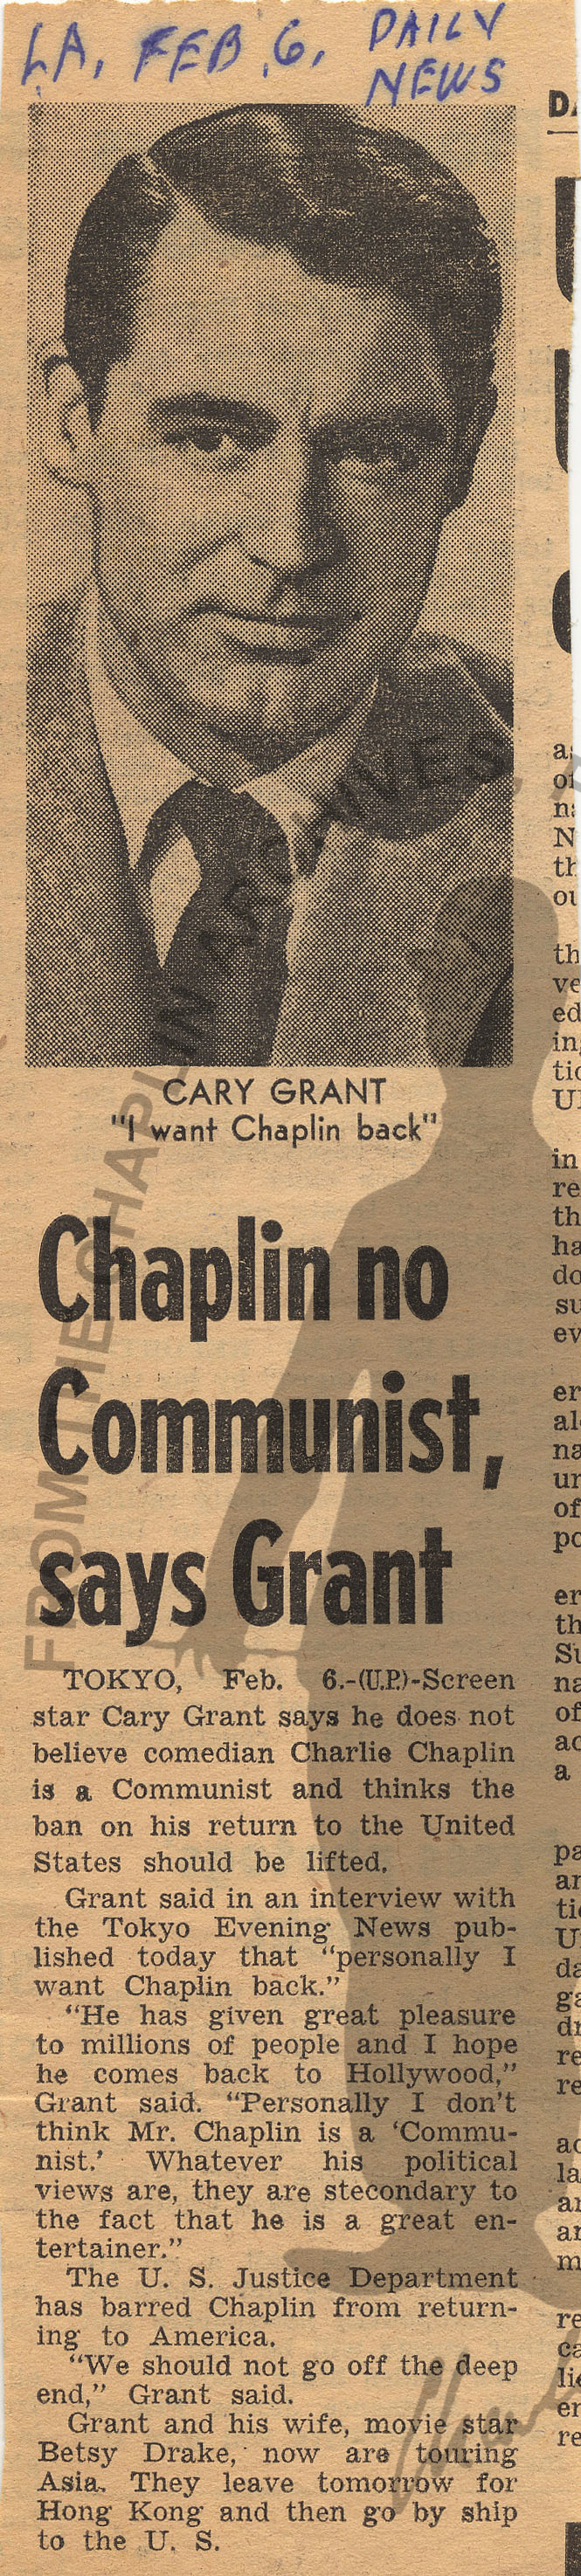 LA, FEB 6, DAILY
NEWS
CARY GRANT
"I want Chaplin back"
Chaplin no
Communist,
says Grant
TOKYO, Feb. 6.-(U.P.)-Screen
star Cary Grant says he does not
believe comedian Charlie Chaplin
is a Communist and thinks the
ban on his return to the United
States should be lifted.
Grant said in an interview with
the Tokyo Evening News pub-
lished today that "personally I
want Chaplin back."
"He has given great pleasure
to millions of people and I hope
he comes back to Hollywood,"
Grant said. "Personally I don't
think Mr. Chaplin is a 'Commu-
nist.' Whatever his political
views are, they are stecondary to
the fact that he is a great en-
tertainer."
The U. S. Justice Department
has barred Chaplin from return-
ing to America.
"We should not go off the deep
end," Grant said.
Grant and his wife, movie star
Betsy Drake, now are touring
Asia. They leave tomorrow for
Hong Kong and then go by ship
to the U. S.
FROM THE CHAPLIN ARCHIVES,